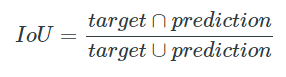 IoU = target ∩ prediction / target ∪ prediction